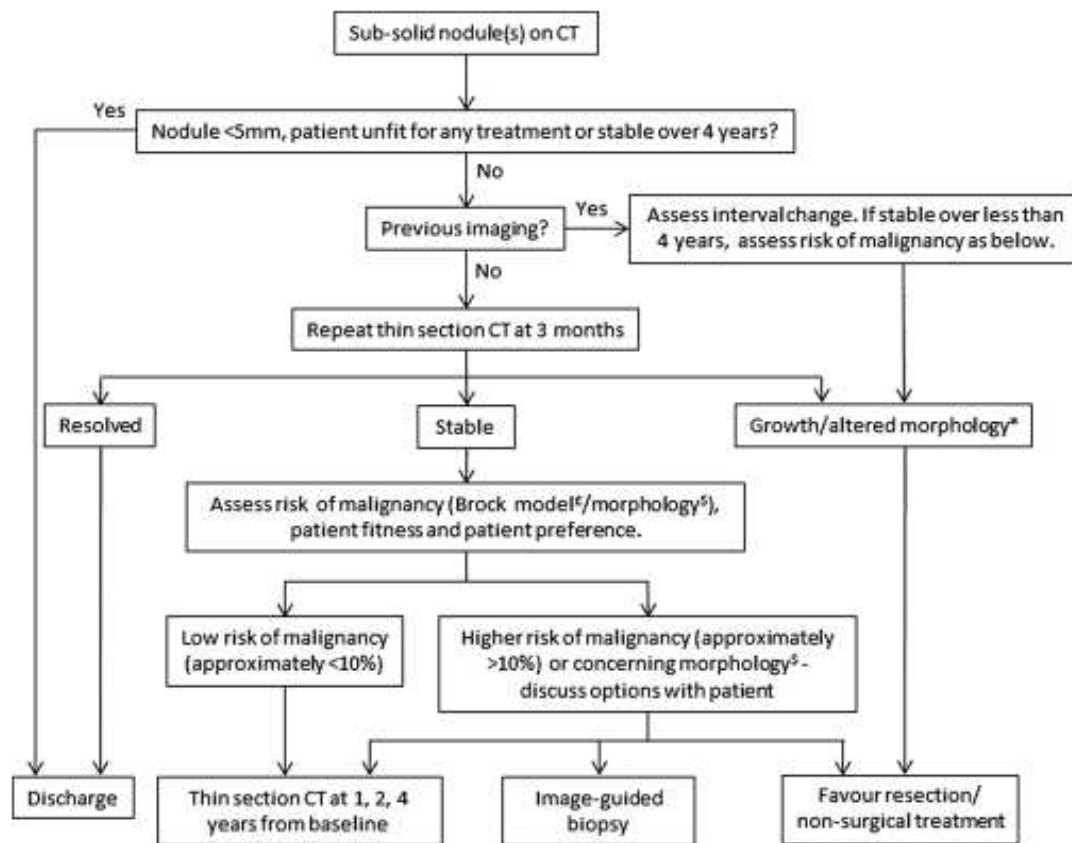 Sub-solid nodule(s) on CT
Yes
Nodule <5mm, patient unfit for any treatment or stable over 4 years?
No
Previous imaging?
Yes
Assess interval change. If stable over less than
4 years, assess risk of malignancy as below.
No
Repeat thin section CT at 3 months
Resolved
Stable
Growth/altered morphology*
Assess risk of malignancy (Brock model£/morphology$),
patient fitness and patient preference.
Low risk of malignancy
(approximately <10%)
Higher risk of malignancy (approximately
>10%) or concerning morphology$ -
discuss options with patient
Discharge
Thin section CT at 1, 2, 4
years from baseline
Image-guided
biopsy
Favour resection/
non-surgical treatment